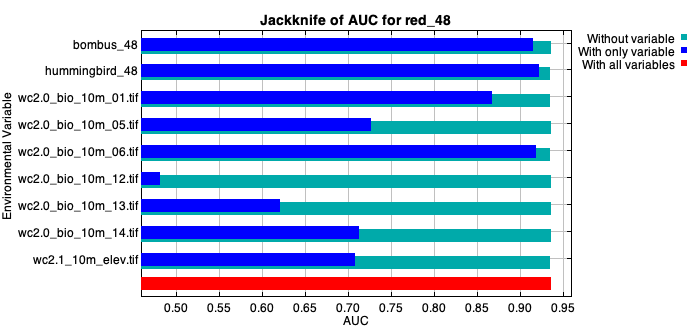 Jackknife of AUC for red_48
Without variable
With only variable
With all variables
Environmental Variable
bombus_48
hummingbird_48
wc2.0_bio_10m_01.tif
wc2.0_bio_10m_05.tif
wc2.0_bio_10m_06.tif
wc2.0_bio_10m_12.tif
wc2.0_bio_10m_13.tif
wc2.0_bio_10m_14.tif
wc2.1_10m_elev.tif
0.50 0.55 0.60 0.65 0.70 0.75 0.80 0.85 0.90 0.95
AUC